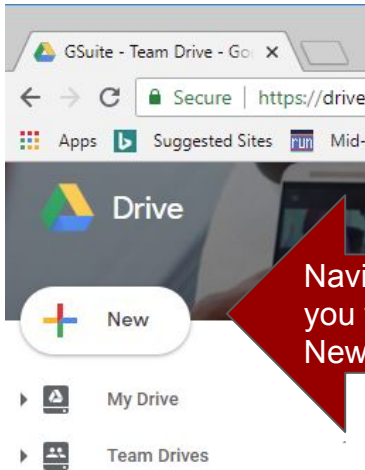 GSuite - Team Drive - Go
Secure | https://drive
Apps Suggested Sites run Mid-
Drive
New
Navi
you
New
My Drive
Team Drives